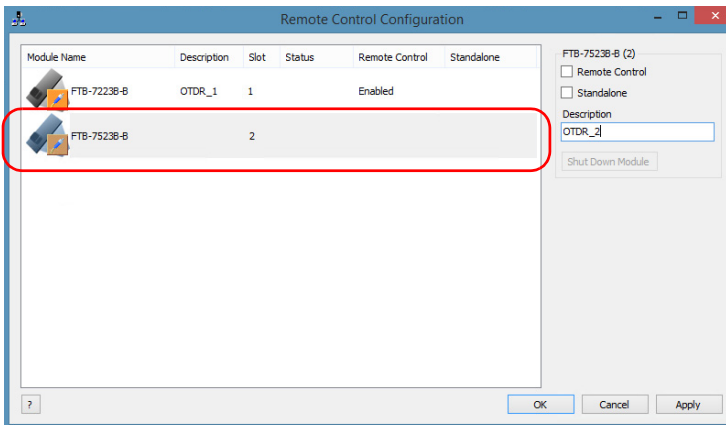 Remote Control Configuration
Module Name Description Slot Status Remote Control Standalone
FTB-7223B-B OTDR_1 1 Enabled
FTB-7523B-B 2
FTB-7523B-B (2)
Remote Control
Standalone
Description
OTDR_2
Shut Down Module
? OK Cancel Apply